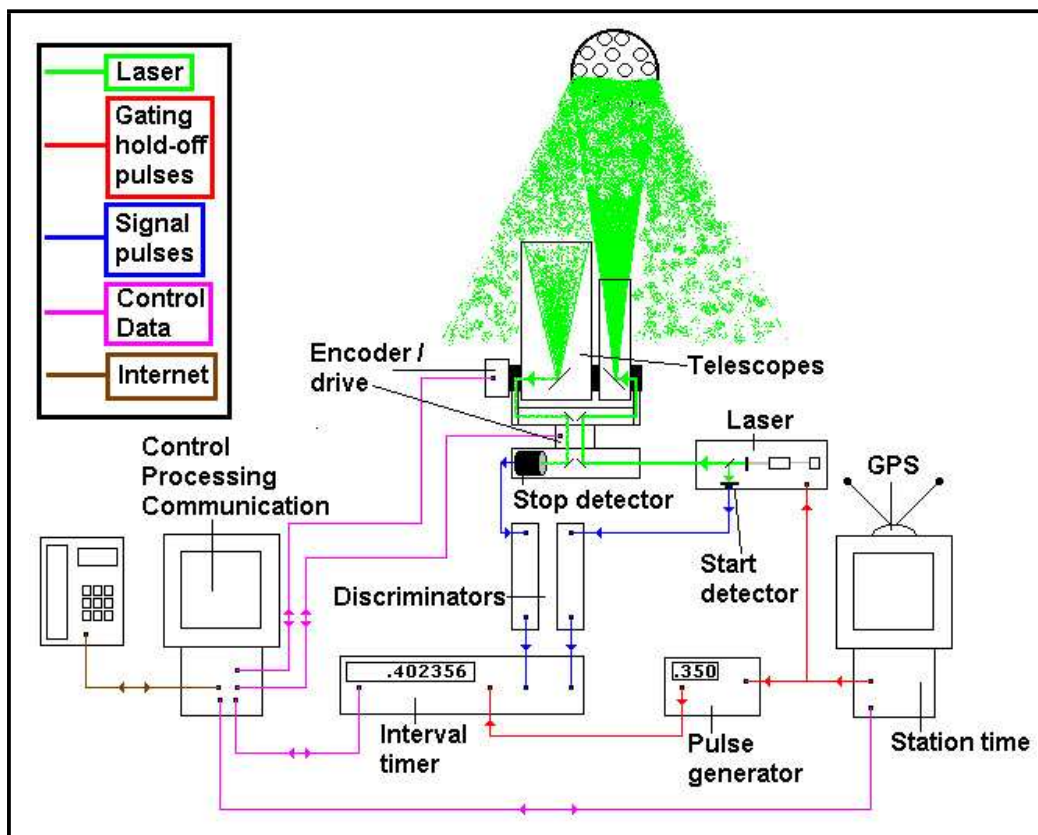 Laser
Gating
hold-off
pulses
Signal
pulses
Control
Data
Internet
Encoder /
drive
Telescopes
Laser
Control
Processing
Communication
GPS
Stop detector
Start
detector
Discriminators
.402356
.350
Interval
timer
Pulse
generator
Station time